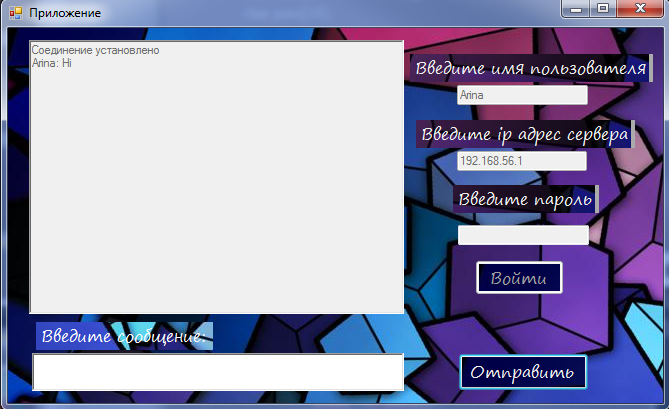 Приложение
Соединение установлено
Arina: Hi
Введите имя пользователя
Arina
Введите ip адрес сервера
192.168.56.1
Введите пароль
Войти
Введите сообщение:
Отправить